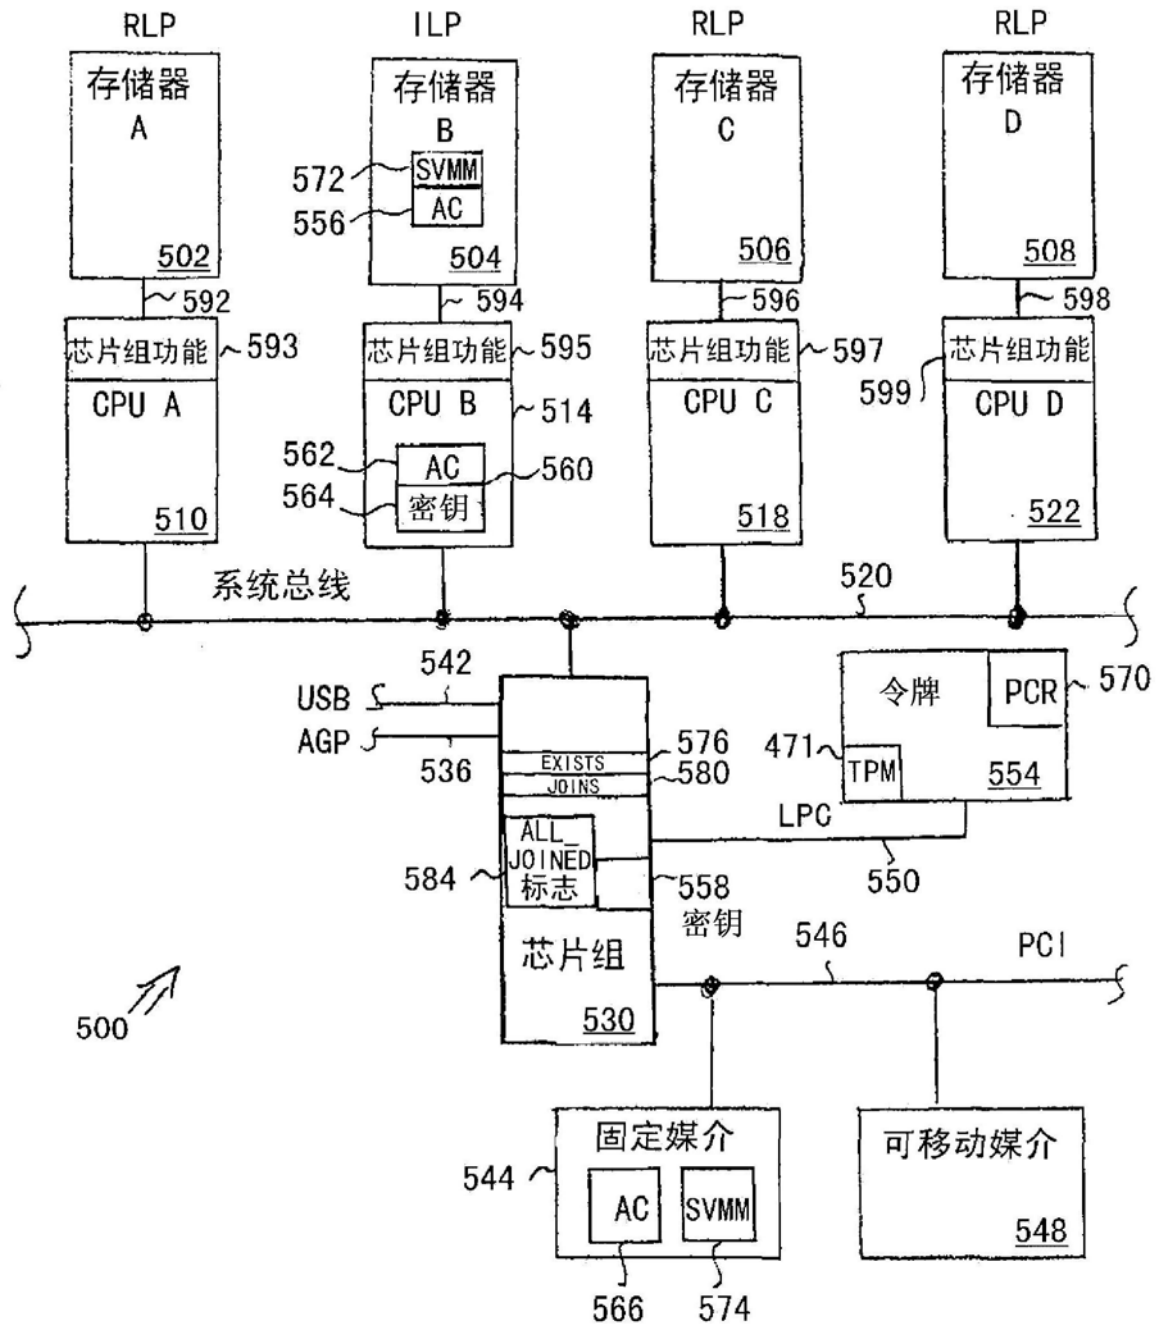 RLP ILP RLP RLP
存储器 存储器 存储器 存储器
A B C D
572 SVMM
556 AC
502 504 506 508
592 594 596 598
芯片组功能 593 芯片组功能 595 芯片组功能 597 芯片组功能
599
CPU A CPU B 514 CPU C CPU D
562 AC 560
564 密钥
510 518 522
系统总线 520
542
USB
AGP
536
576
EXISTS
580
JOINS
令牌 PCR 570
471 TPM 554
LPC
550
ALL_
JOINED
标志
584
558
密钥
芯片组
530
546 PCI
500
固定媒介 可移动媒介
544 AC SVMM
548
566 574